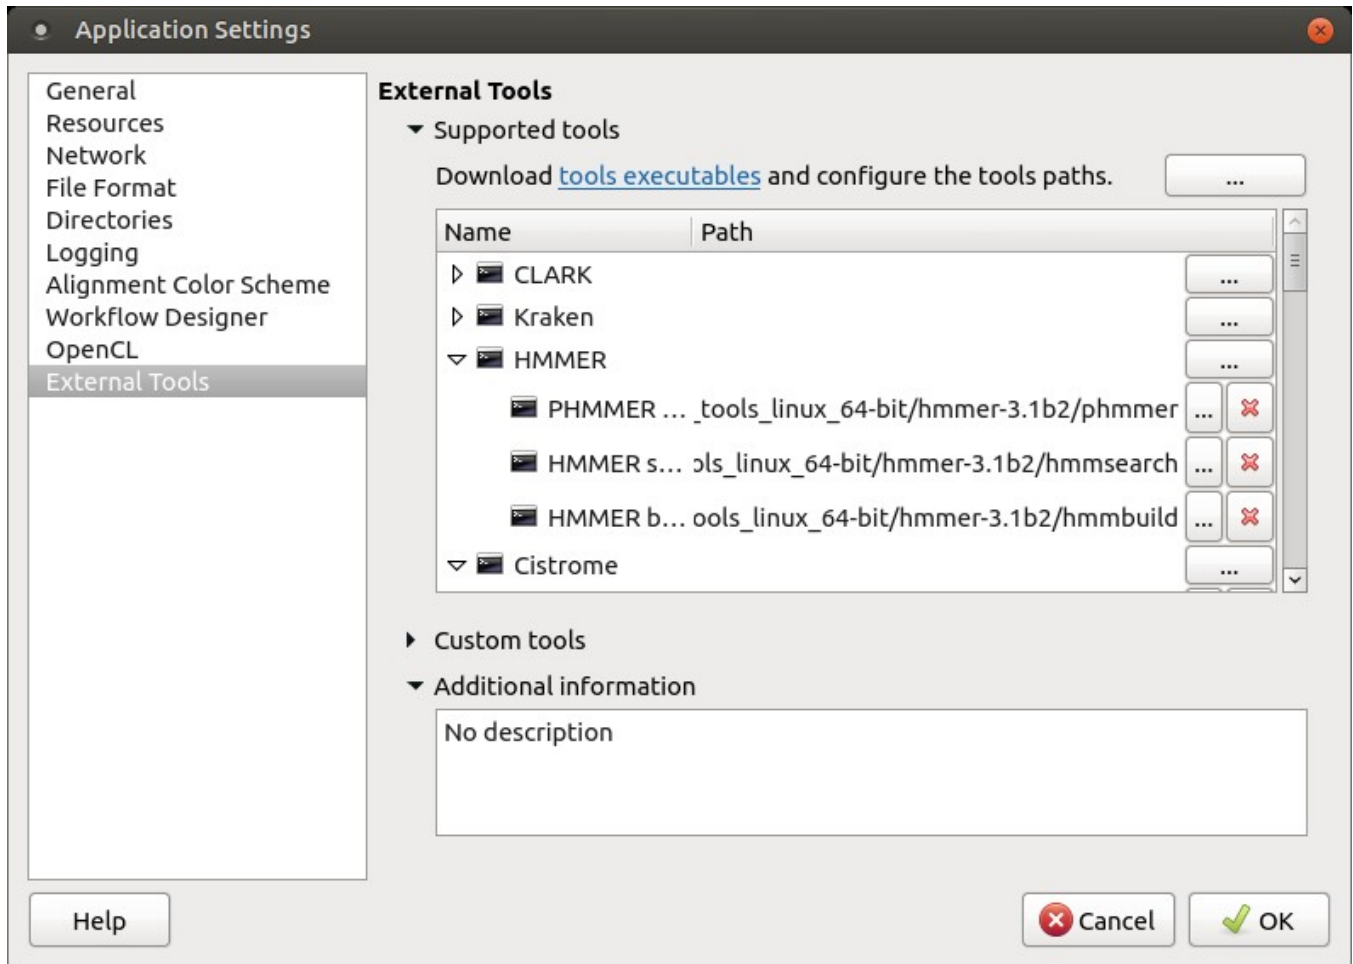 Application Settings
General
Resources
Network
File Format
Directories
Logging
Alignment Color Scheme
Workflow Designer
OpenCL
External Tools
External Tools
Supported tools
Download tools executables and configure the tools paths.
...
Name Path
CLARK ...
Kraken ...
HMMER ...
PHMMER ... _tools_linux_64-bit/hmmer-3.1b2/phmmer ...
HMMER s... ols_linux_64-bit/hmmer-3.1b2/hmmsearch ...
HMMER b... ools_linux_64-bit/hmmer-3.1b2/hmmbuild ...
Cistrome ...
Custom tools
Additional information
No description
Help
Cancel
OK